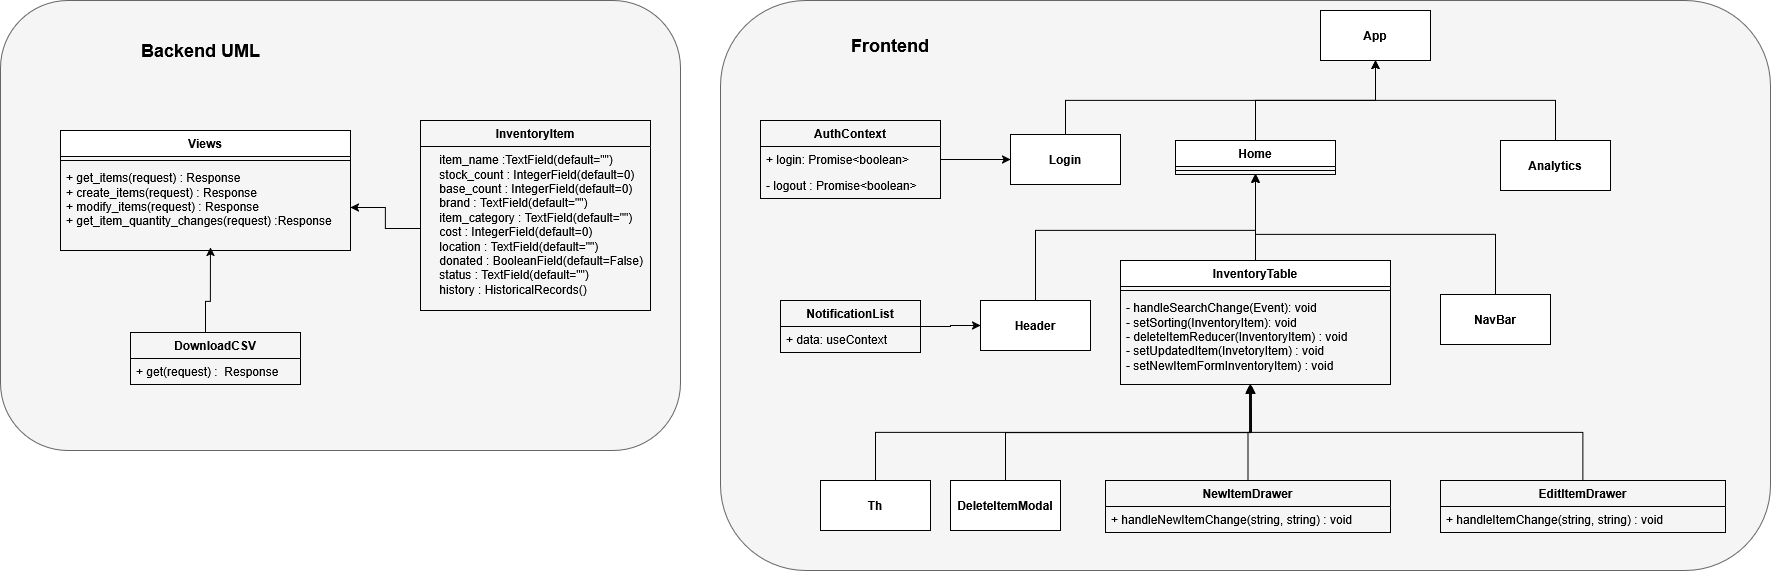 Backend UML
Views
+ get_items(request) : Response
+ create_items(request) : Response
+ modify_items(request) : Response
+ get_item_quantity_changes(request) :Response
InventoryItem
item_name :TextField(default="")
stock_count : IntegerField(default=0)
base_count : IntegerField(default=0)
brand : TextField(default="")
item_category : TextField(default="")
cost : IntegerField(default=0)
location : TextField(default="")
donated : BooleanField(default=False)
status : TextField(default="")
history : HistoricalRecords()
DownloadCSV
+ get(request) : Response
Frontend
App
AuthContext
+ login: Promise<boolean>
- logout : Promise<boolean>
Login
Home
Analytics
NotificationList
+ data: useContext
Header
InventoryTable
- handleSearchChange(Event): void
- setSorting(InventoryItem): void
- deleteItemReducer(InventoryItem) : void
- setUpdatedItem(InvetoryItem) : void
- setNewItemFormInventoryItem) : void
NavBar
Th
DeleteItemModal
NewItemDrawer
+ handleNewItemChange(string, string) : void
EditItemDrawer
+ handleItemChange(string, string) : void